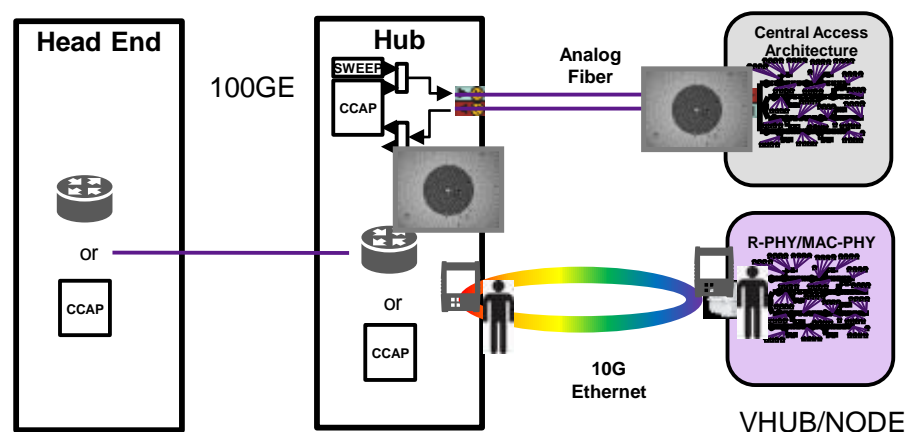 Head End
100GE
or
CCAP
Hub
SWEEP
CCAP
or
CCAP
Analog
Fiber
10G
Ethernet
Central Access
Architecture
R-PHY/MAC-PHY
VHUB/NODE